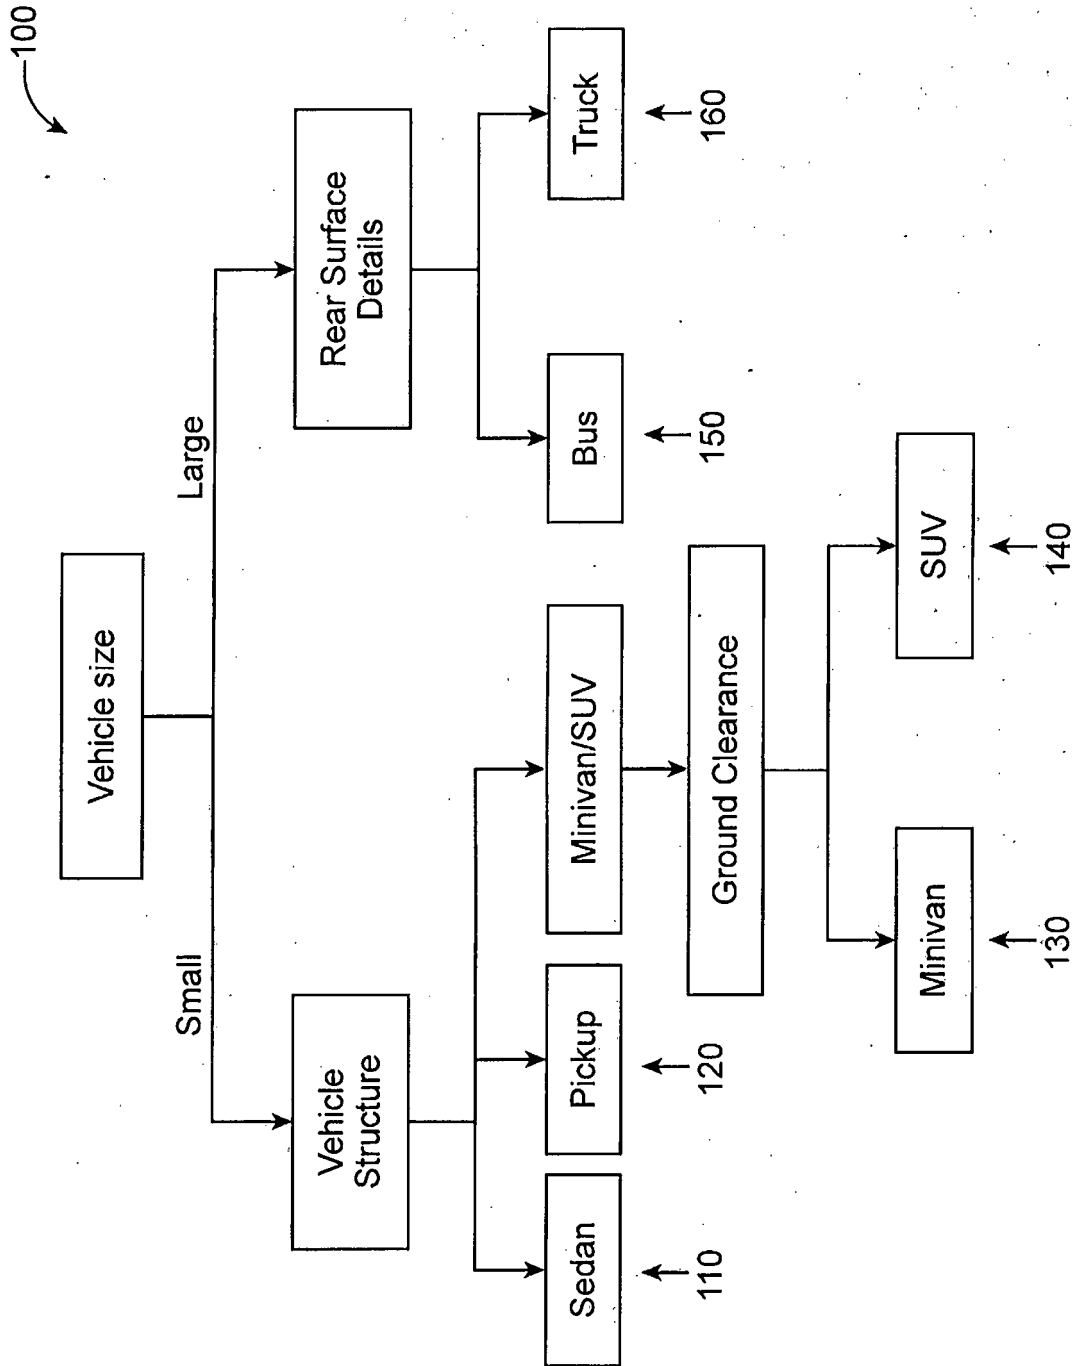 100
Vehicle size
Small
Large
Vehicle
Structure
Rear Surface
Details
Sedan
Pickup
Minivan/SUV
Bus
Truck
110
120
150
160
Ground Clearance
Minivan
SUV
130
140